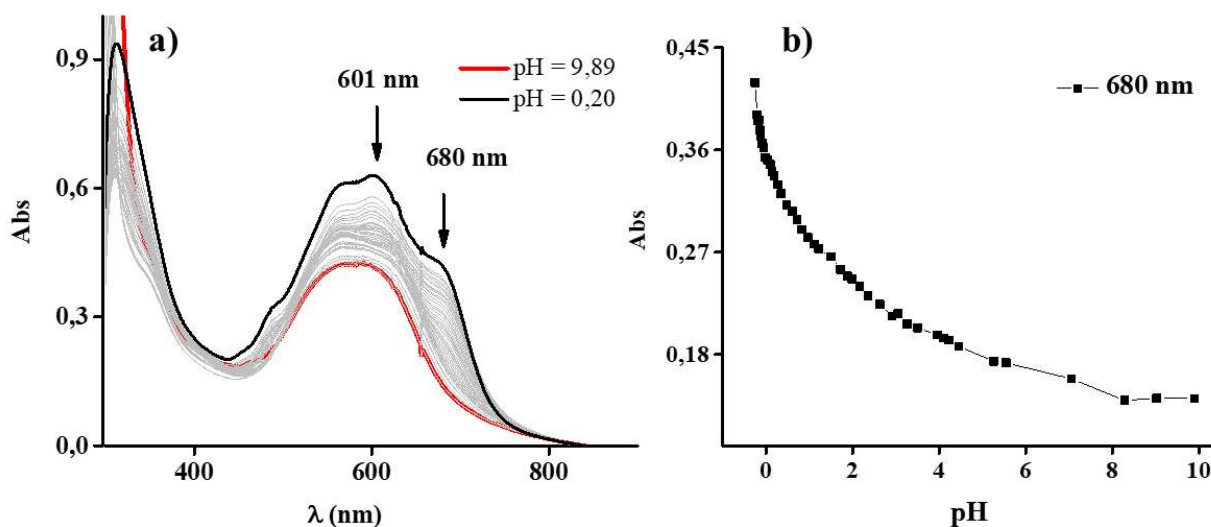 a)
pH = 9,89
pH = 0,20
601 nm
680 nm
0,9
0,6
0,3
0,0
Abs
400
600
800
λ (nm)
b)
680 nm
0,45
0,36
0,27
0,18
Abs
0
2
4
6
8
10
pH